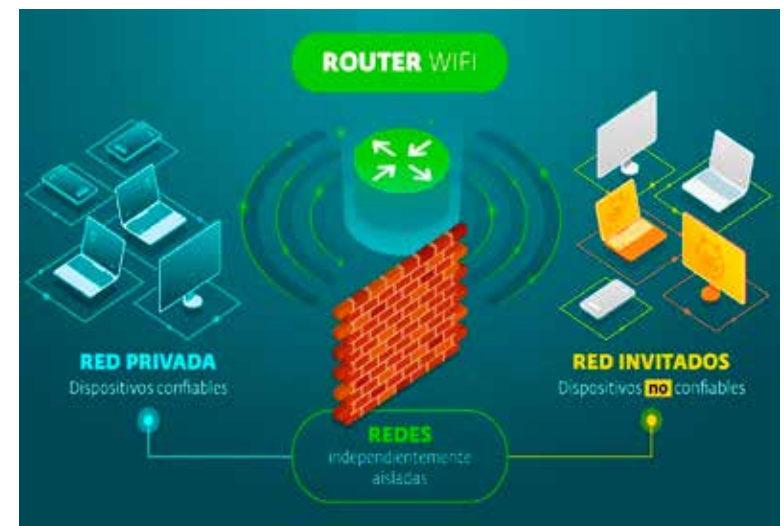 ROUTER WIFI
RED PRIVADA
Dispositivos confiables
RED INVITADOS
Dispositivos no confiables
REDES
independientemente
aisladas